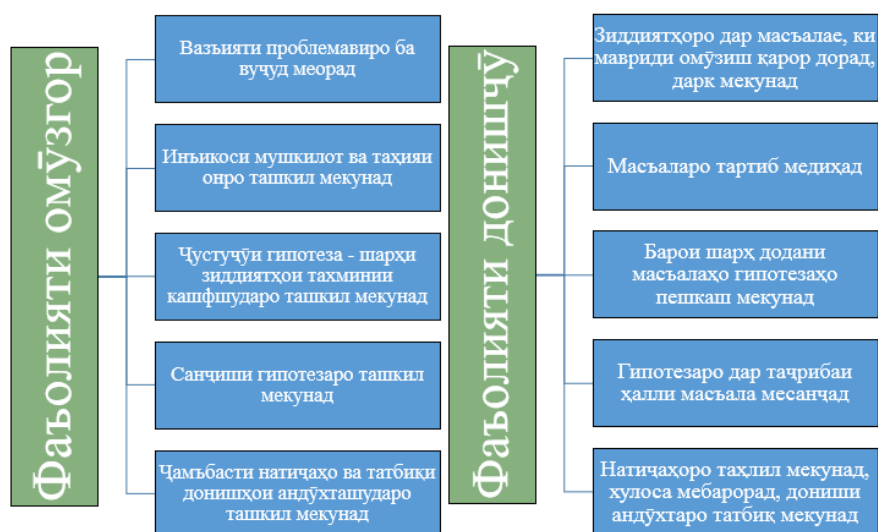 Фаъолияти омӯзгор
Вазъияти проблемавиро ба
вуҷуд меорад
Инъикоси мушкилот ва таҳияи
онро ташкил мекунад
Ҷустуҷӯи гипотеза - шарҳи
зиддиятҳои тахминии
кашфшударо ташкил мекунад
Санҷиши гипотезаро ташкил
мекунад
Ҷамъбасти натиҷаҳо ва татбиқи
донишҳои андӯхташударо
ташкил мекунад
Фаъолияти донишҷӯ
Зиддиятҳоро дар масъалае, ки
мавриди омӯзиш қарор дорад,
дарк мекунад
Масъаларо тартиб медиҳад
Барои шарҳ додани
масъалаҳо гипотезаҳо
пешкаш мекунад
Гипотезаро дар таҷрибаи
ҳалли масъала месанҷад
Натиҷаҳоро таҳлил мекунад,
хулоса мебарорад, дониши
андӯхтаро татбиқ мекунад